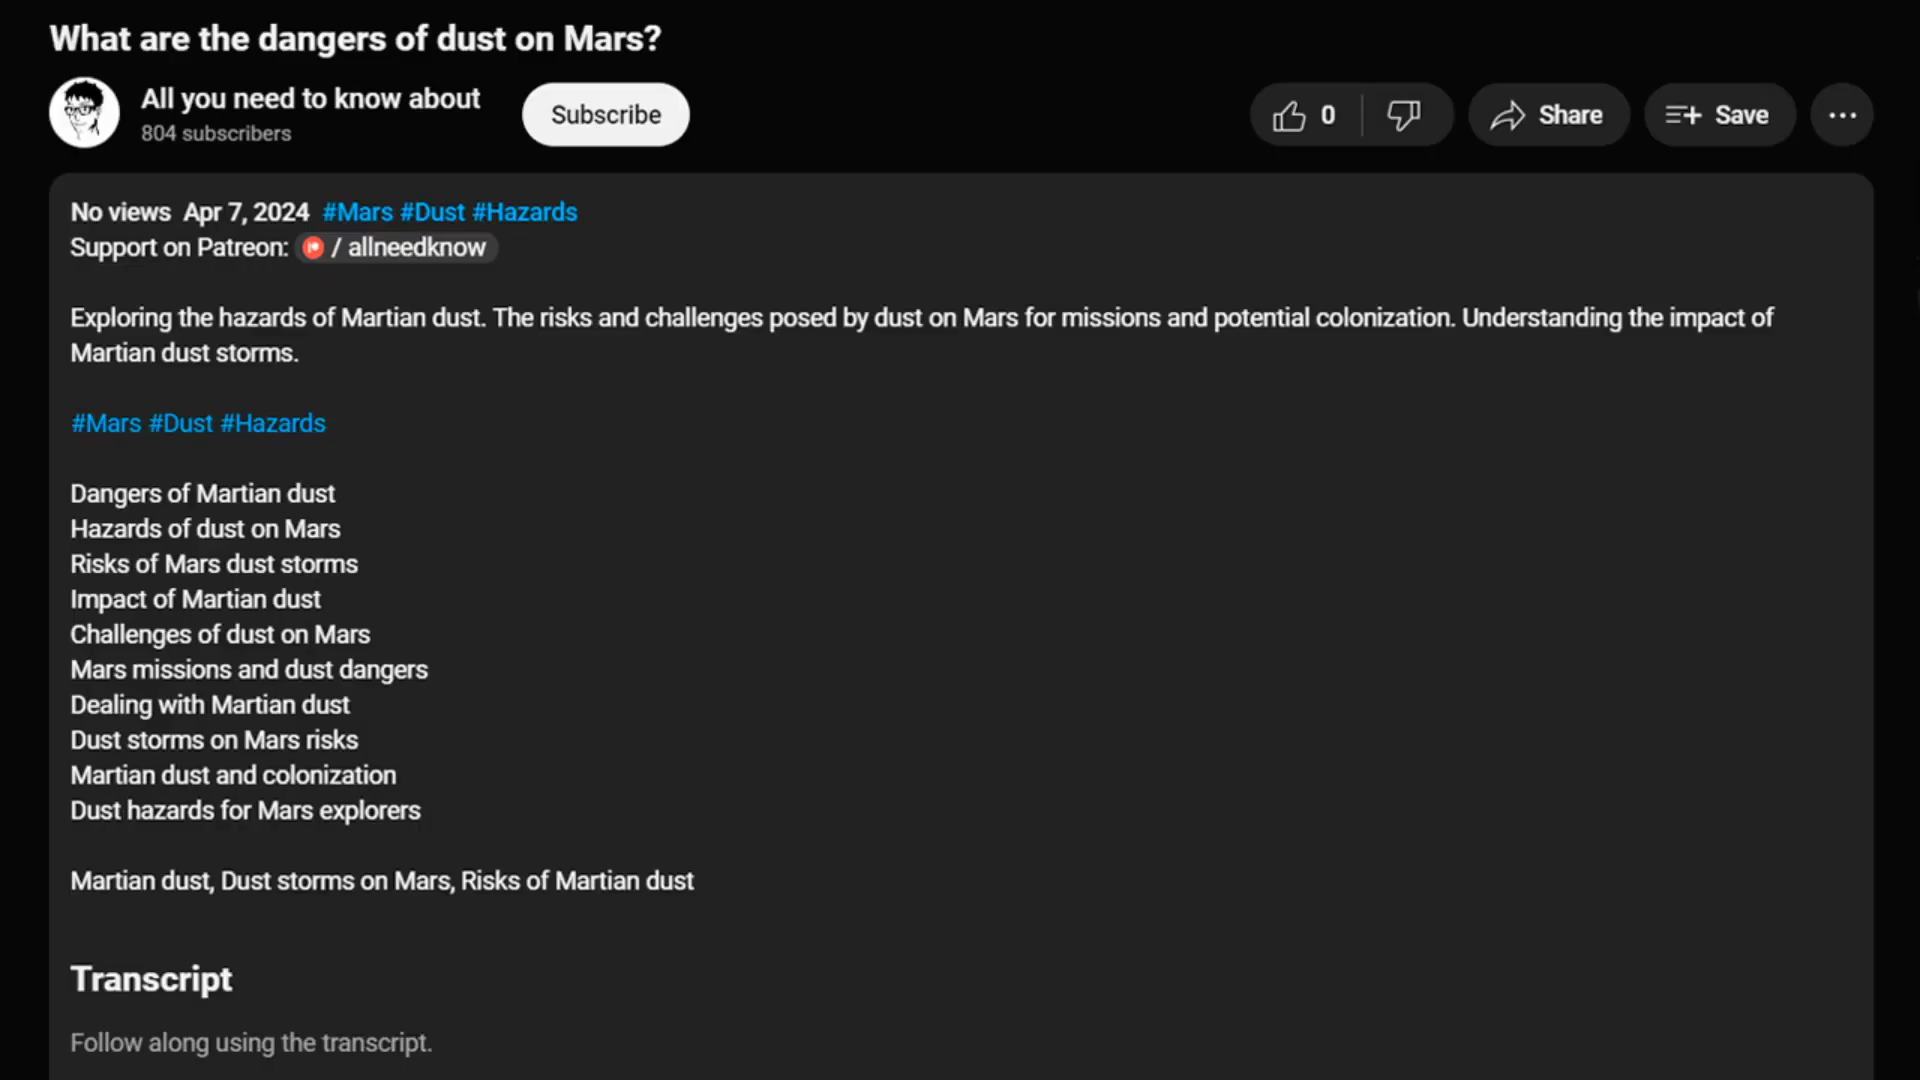 What are the dangers of dust on Mars?
All you need to know about
804 subscribers
Subscribe
0
Share
Save
No views Apr 7, 2024 #Mars #Dust #Hazards
Support on Patreon: / allneedknow
Exploring the hazards of Martian dust. The risks and challenges posed by dust on Mars for missions and potential colonization. Understanding the impact of
Martian dust storms.
#Mars #Dust #Hazards
Dangers of Martian dust
Hazards of dust on Mars
Risks of Mars dust storms
Impact of Martian dust
Challenges of dust on Mars
Mars missions and dust dangers
Dealing with Martian dust
Dust storms on Mars risks
Martian dust and colonization
Dust hazards for Mars explorers
Martian dust, Dust storms on Mars, Risks of Martian dust
Transcript
Follow along using the transcript.